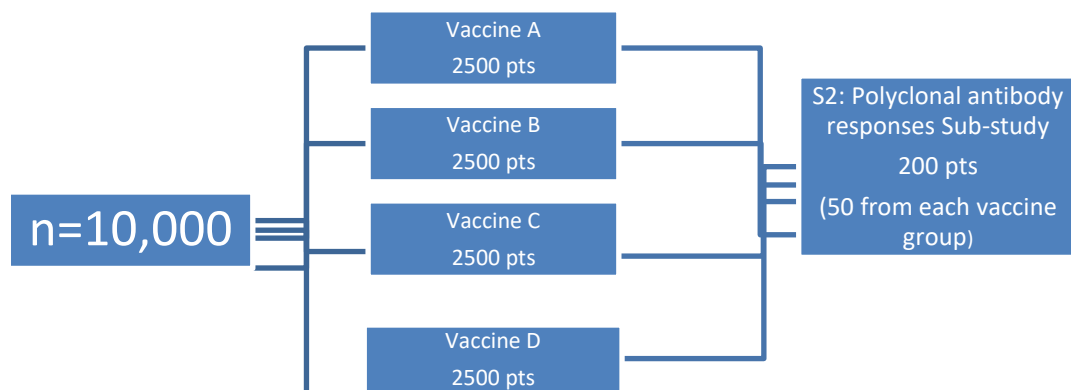 n=10,000
Vaccine A
2500 pts
Vaccine B
2500 pts
Vaccine C
2500 pts
Vaccine D
2500 pts
S2: Polyclonal antibody
responses Sub-study
200 pts
(50 from each vaccine
group)